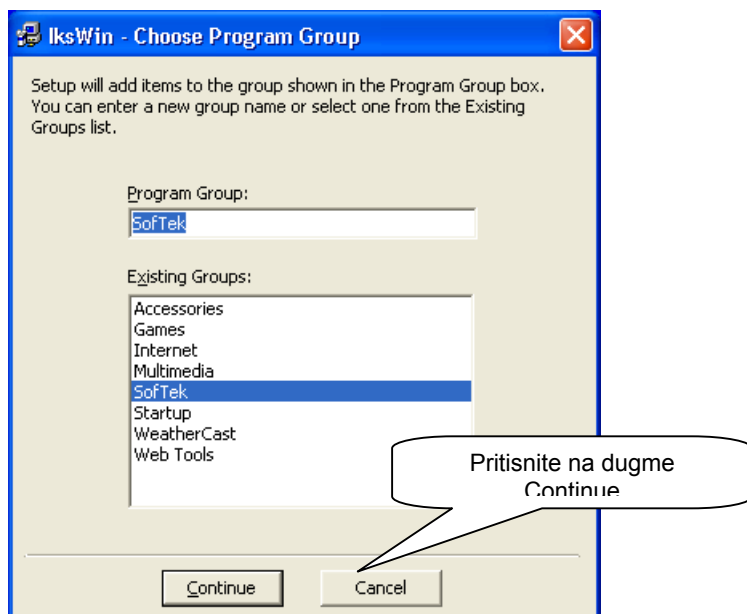 IksWin - Choose Program Group
Setup will add items to the group shown in the Program Group box.
You can enter a new group name or select one from the Existing
Groups list.
Program Group:
SofTek
Existing Groups:
Accessories
Games
Internet
Multimedia
SofTek
Startup
WeatherCast
Web Tools
Pritisnite na dugme
Continue
Continue
Cancel